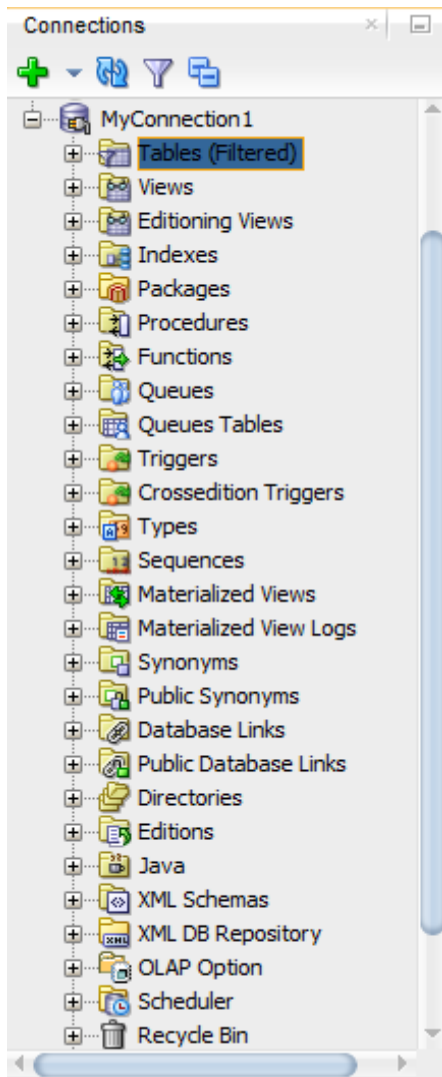 Connections
MyConnection1
Tables (Filtered)
Views
Editioning Views
Indexes
Packages
Procedures
Functions
Queues
Queues Tables
Triggers
Crossedition Triggers
Types
Sequences
Materialized Views
Materialized View Logs
Synonyms
Public Synonyms
Database Links
Public Database Links
Directories
Editions
Java
XML Schemas
XML DB Repository
OLAP Option
Scheduler
Recycle Bin